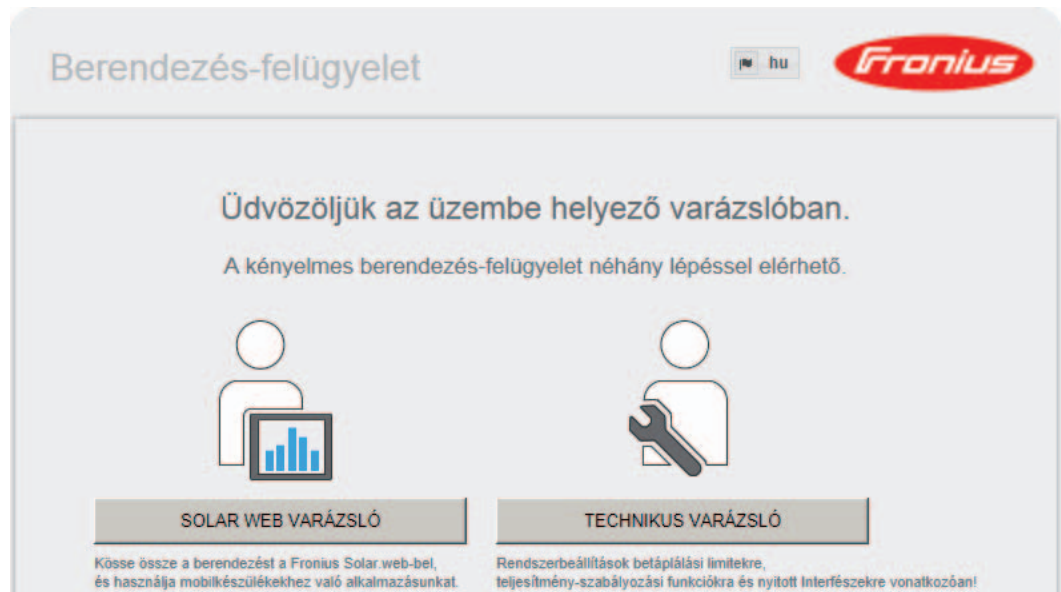 Berendezés-felügyelet
hu
Fronius
Üdvözöljük az üzembe helyező varázslóban.
A kényelmes berendezés-felügyelet néhány lépéssel elérhető.
SOLAR WEB VARÁZSLÓ
Kösse össze a berendezést a Fronius Solar.web-bel,
és használja mobilkészülékekhez való alkalmazásunkat.
TECHNIKUS VARÁZSLÓ
Rendszerbeállítások betáplálási limitekre,
teljesítmény-szabályozási funkciókra és nyitott Interfészekre vonatkozóan!